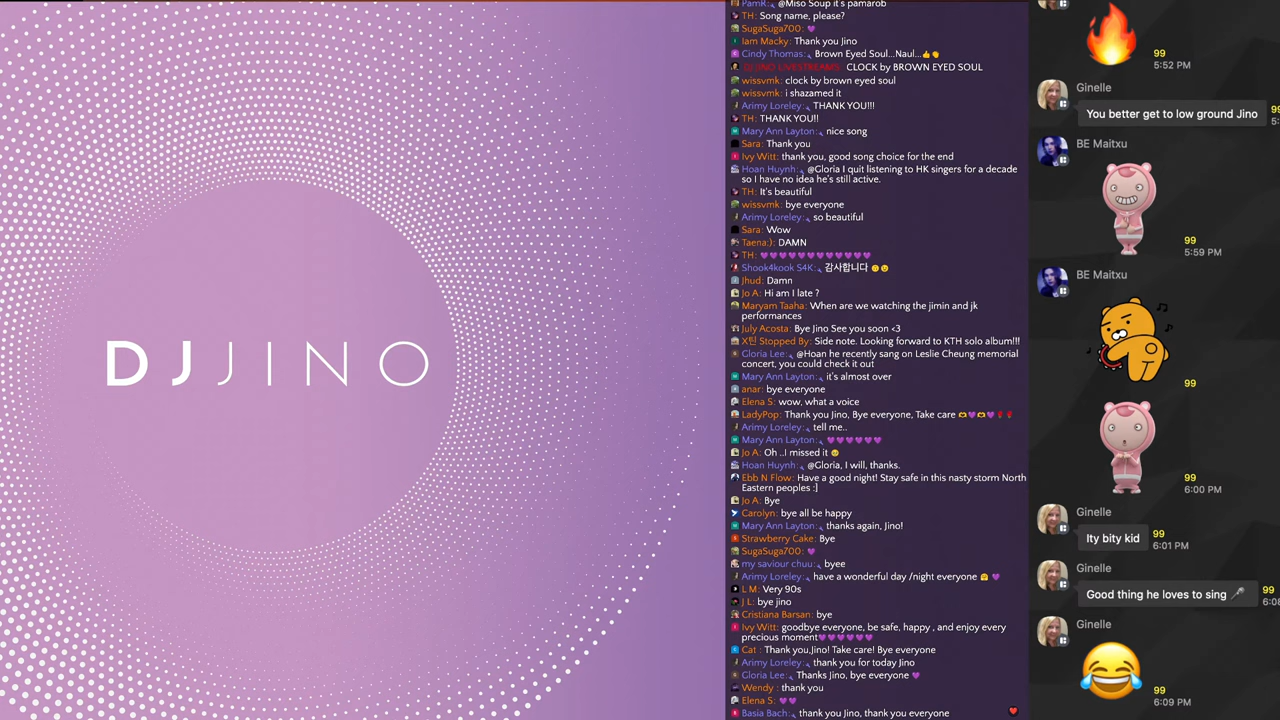 DJ JINO
PamR: @Miso Soup it's pamarob
TH: Song name, please?
SugaSuga700: 💜
Iam Macky: Thank you Jino
Cindy Thomas: Brown Eyed Soul...Naul...👍👏
DJ JINO LIVESTREAMS: CLOCK by BROWN EYED SOUL
wissvmk: clock by brown eyed soul
wissvmk: i shazamed it
Arimy Loreley: THANK YOU!!!
TH: THANK YOU!!
Mary Ann Layton: nice song
Sara: Thank you
Ivy Witt: thank you, good song choice for the end
Hoan Huynh: @Gloria I quit listening to HK singers for a decade
so I have no idea he's still active.
TH: It's beautiful
wissvmk: bye everyone
Arimy Loreley: so beautiful
Sara: Wow
Taena:): DAMN
TH: 💜💜💜💜💜💜💜💜💜💜💜💜
Shook4kook S4K: 감사합니다 🙃😉
Jhud: Damn
Jo A: Hi am I late ?
Maryam Taaha: When are we watching the jimin and jk
performances
July Acosta: Bye Jino See you soon <3
X틴 Stopped By: Side note. Looking forward to KTH solo album!!!
Gloria Lee: @Hoan he recently sang on Leslie Cheung memorial
concert, you could check it out
Mary Ann Layton: it's almost over
anar: bye everyone
Elena S: wow, what a voice
LadyPop: Thank you Jino, Bye everyone, Take care 🫶💜🫶💜🌹🌹
Arimy Loreley: tell me..
Mary Ann Layton: 💜💜💜💜💜💜
Jo A: Oh ..I missed it 🥺
Hoan Huynh: @Gloria, I will, thanks.
Ebb N Flow: Have a good night! Stay safe in this nasty storm North
Eastern peoples :]
Jo A: Bye
Carolyn: bye all be happy
Mary Ann Layton: thanks again, Jino!
Strawberry Cake: Bye
SugaSuga700: 💜
my saviour chuu: byee
Arimy Loreley: have a wonderful day /night everyone 🤗 💜
L M: Very 90s
J L: bye jino
Cristiana Barsan: bye
Ivy Witt: goodbye everyone, be safe, happy , and enjoy every
precious moment💜💜💜💜💜💜
Cat : Thank you,Jino! Take care! Bye everyone
Arimy Loreley: thank you for today Jino
Gloria Lee: Thanks Jino, bye everyone 💜
Wendy : thank you
Elena S: 💜💜
Basia Bach: thank you Jino, thank you everyone
99
5:52 PM
Ginelle
You better get to low ground Jino
99
BE Maitxu
99
5:59 PM
BE Maitxu
99
99
6:00 PM
Ginelle
Ity bity kid
99
6:01 PM
Ginelle
Good thing he loves to sing 🎤
99
Ginelle
99
6:09 PM